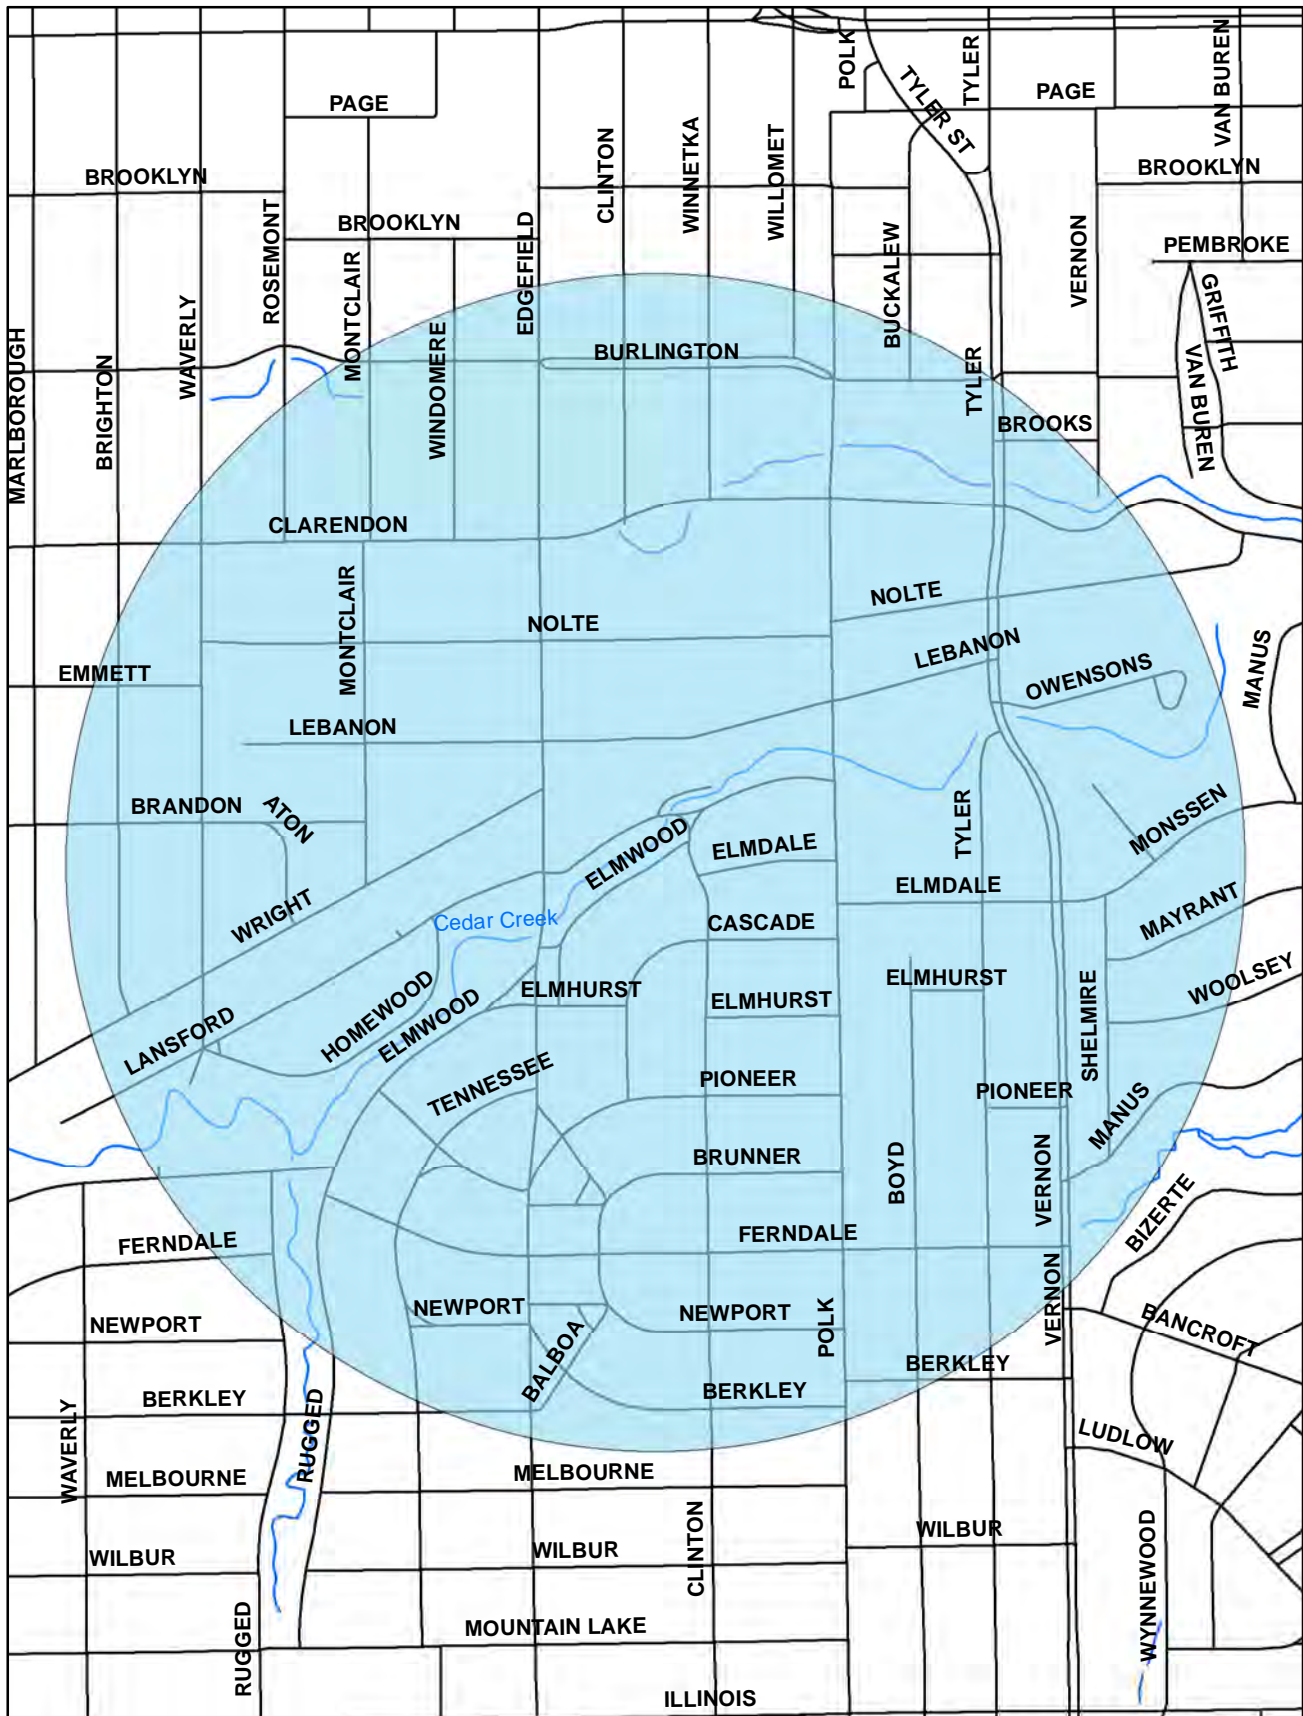 POLK
TYLER
VAN BUREN
PAGE
PAGE
TYLER ST
CLINTON
WINNETKA
WILLOMET
BROOKLYN
BROOKLYN
BROOKLYN
ROSEMONT
MONTCLAIR
EDGEFIELD
BUCKALEW
VERNON
PEMBROKE
GRIFFITH
MARLBOROUGH
BRIGHTON
WAVERLY
WINDOMERE
BURLINGTON
TYLER
VAN BUREN
BROOKS
CLARENDON
MONTCLAIR
NOLTE
NOLTE
LEBANON
OWENSONS
MANUS
EMMETT
LEBANON
BRANDON
ATON
ELMWOOD
ELMDALE
TYLER
MONSSEN
ELMDALE
WRIGHT
Cedar Creek
CASCADE
MAYRANT
WOOLSEY
LANSFORD
HOMEWOOD
ELMWOOD
ELMHURST
ELMHURST
ELMHURST
SHELMIRE
TENNESSEE
PIONEER
PIONEER
MANUS
BRUNNER
BOYD
VERNON
BIZERTE
FERNDALE
FERNDALE
NEWPORT
NEWPORT
NEWPORT
POLK
VERNON
BANCROFT
BALBOA
BERKLEY
BERKLEY
BERKLEY
WAVERLY
RUGGED
LUDLOW
MELBOURNE
MELBOURNE
CLINTON
WILBUR
WILBUR
WILBUR
WYNNEWOOD
RUGGED
MOUNTAIN LAKE
ILLINOIS